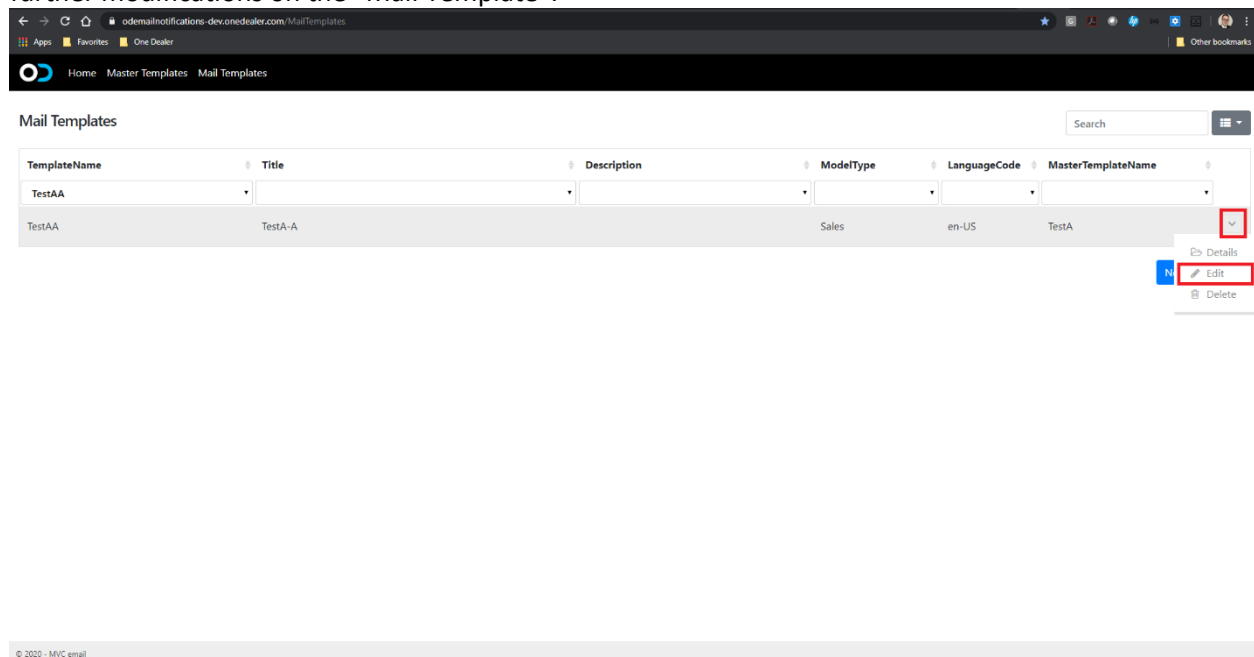 further modifications on the "Mail Template".
odemailnotifications-dev.onedealer.com/MailTemplates
Apps Favorites One Dealer Other bookmarks
Home Master Templates Mail Templates
Mail Templates Search
TemplateName Title Description ModelType LanguageCode MasterTemplateName
TestAA
TestAA TestA-A Sales en-US TestA
Details
Edit
Delete
© 2020 - MVC email